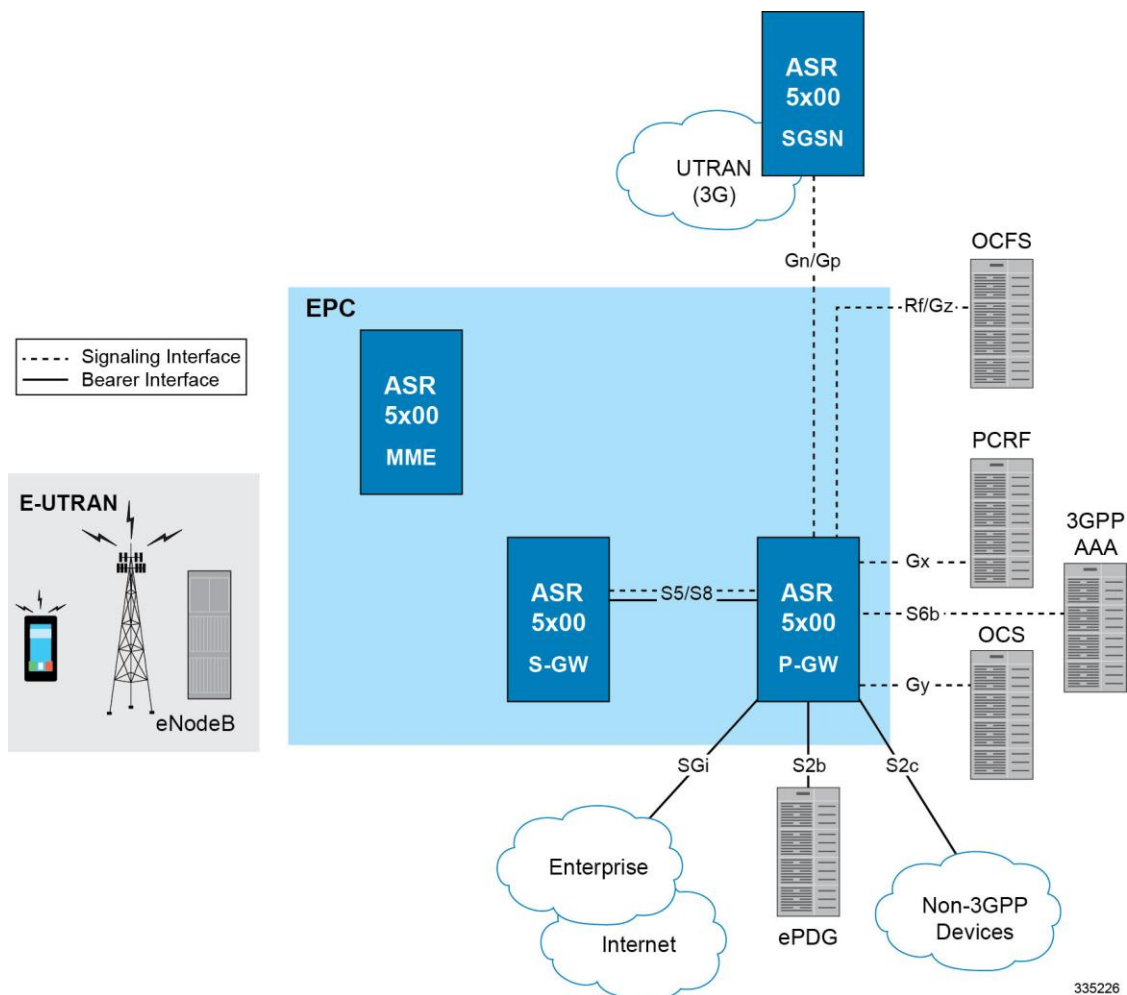 ASR
5x00
SGSN
UTRAN
(3G)
Gn/Gp
OCFS
Rf/Gz
EPC
Signaling Interface
Bearer Interface
ASR
5x00
MME
PCRF
3GPP
AAA
E-UTRAN
eNodeB
ASR
5x00
S-GW
S5/S8
ASR
5x00
P-GW
Gx
S6b
OCS
Gy
SGi
S2b
S2c
Enterprise
Internet
ePDG
Non-3GPP
Devices
335226